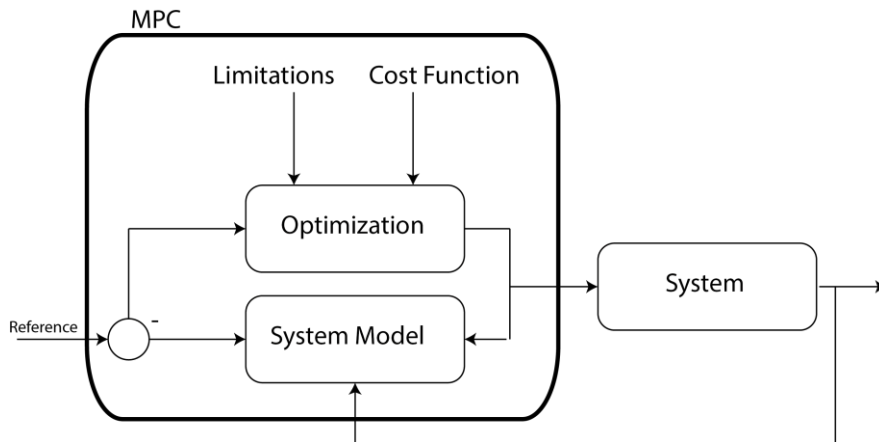 MPC
Limitations
Cost Function
Optimization
System
Reference
-
System Model